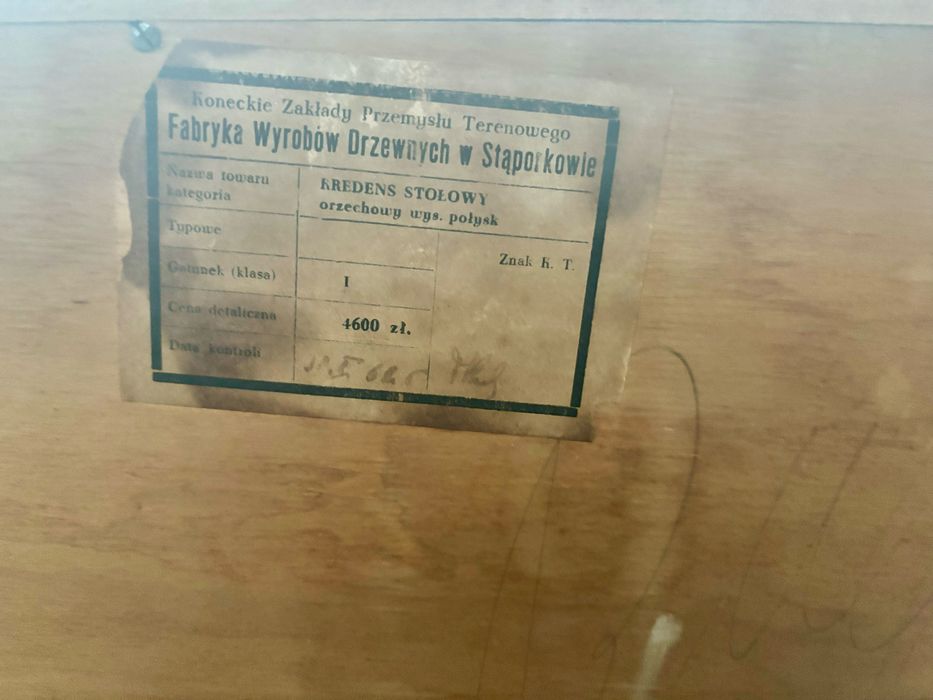 Koneckie Zakłady Przemysłu Terenowego
Fabryka Wyrobów Drzewnych w Stąporkowie
Nazwa towaru
kategoria
KREDENS STOŁOWY
orzechowy wys. połysk
Typowe
Znak K. T.
Gatunek (klasa) I
Cena detaliczna 4600 zł.
Data kontroli